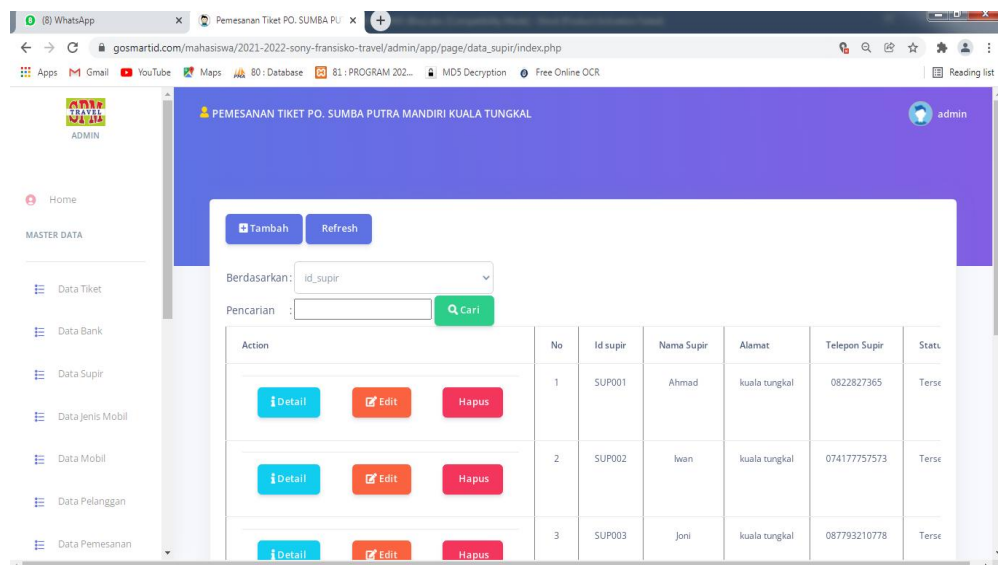 (8) WhatsApp
Pemesanan Tiket PO. SUMBA PU
gosmartid.com/mahasiswa/2021-2022-sony-fransisko-travel/admin/app/page/data_supir/index.php
Apps Gmail YouTube Maps 80 : Database 81 : PROGRAM 202... MD5 Decryption Free Online OCR Reading list
SPM
TRAVEL
ADMIN
PEMESANAN TIKET PO. SUMBA PUTRA MANDIRI KUALA TUNGKAL
admin
Home
MASTER DATA
Data Tiket
Data Bank
Data Supir
Data Jenis Mobil
Data Mobil
Data Pelanggan
Data Pemesanan
Tambah Refresh
Berdasarkan : id_supir
Pencarian : Cari
Action No Id supir Nama Supir Alamat Telepon Supir Statu
Detail Edit Hapus 1 SUP001 Ahmad kuala tungkal 0822827365 Terse
Detail Edit Hapus 2 SUP002 Iwan kuala tungkal 074177757573 Terse
Detail Edit Hapus 3 SUP003 Joni kuala tungkal 087793210778 Terse